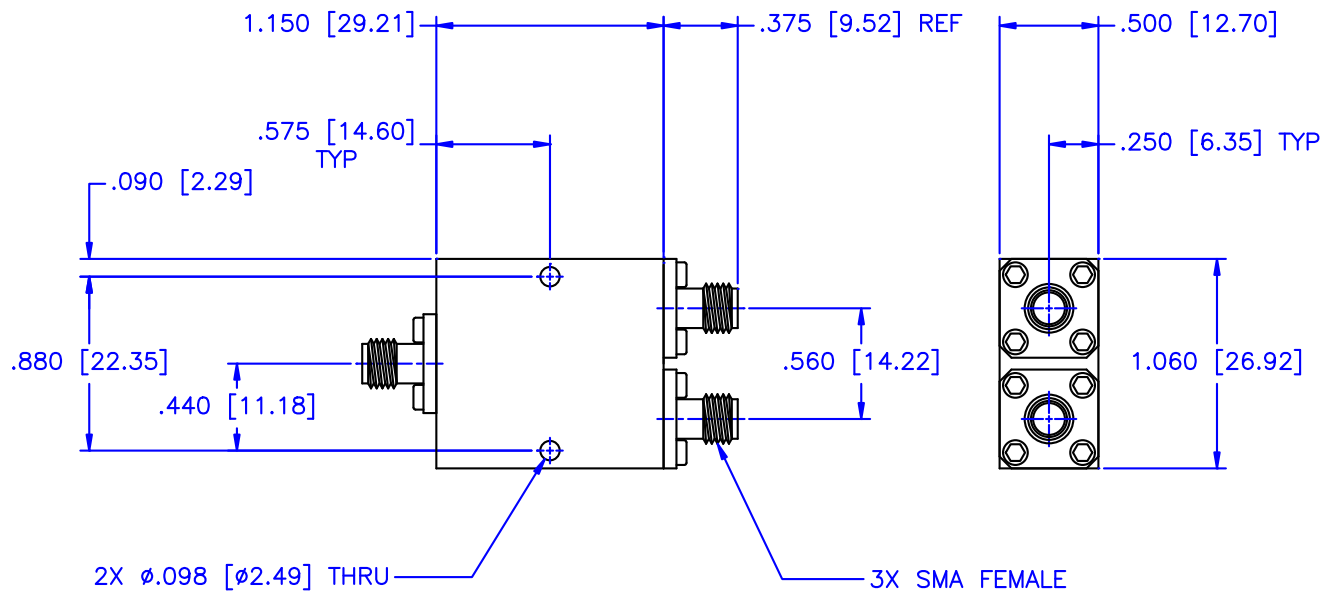 1.150 [29.21]
.375 [9.52] REF
.500 [12.70]
.575 [14.60]
TYP
.250 [6.35] TYP
.090 [2.29]
.880 [22.35]
.560 [14.22]
1.060 [26.92]
.440 [11.18]
2X ø.098 [ø2.49] THRU
3X SMA FEMALE